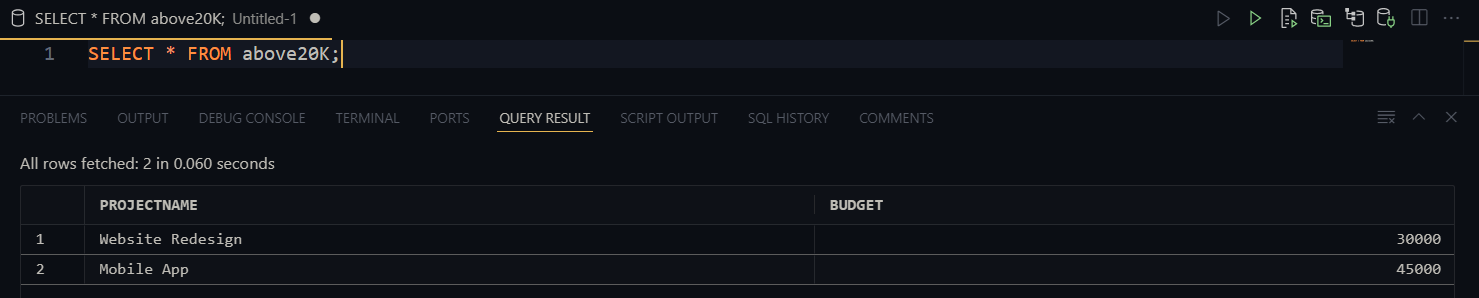 SELECT * FROM above20K; Untitled-1
1 SELECT * FROM above20K;
PROBLEMS OUTPUT DEBUG CONSOLE TERMINAL PORTS QUERY RESULT SCRIPT OUTPUT SQL HISTORY COMMENTS
All rows fetched: 2 in 0.060 seconds
PROJECTNAME BUDGET
1 Website Redesign 30000
2 Mobile App 45000